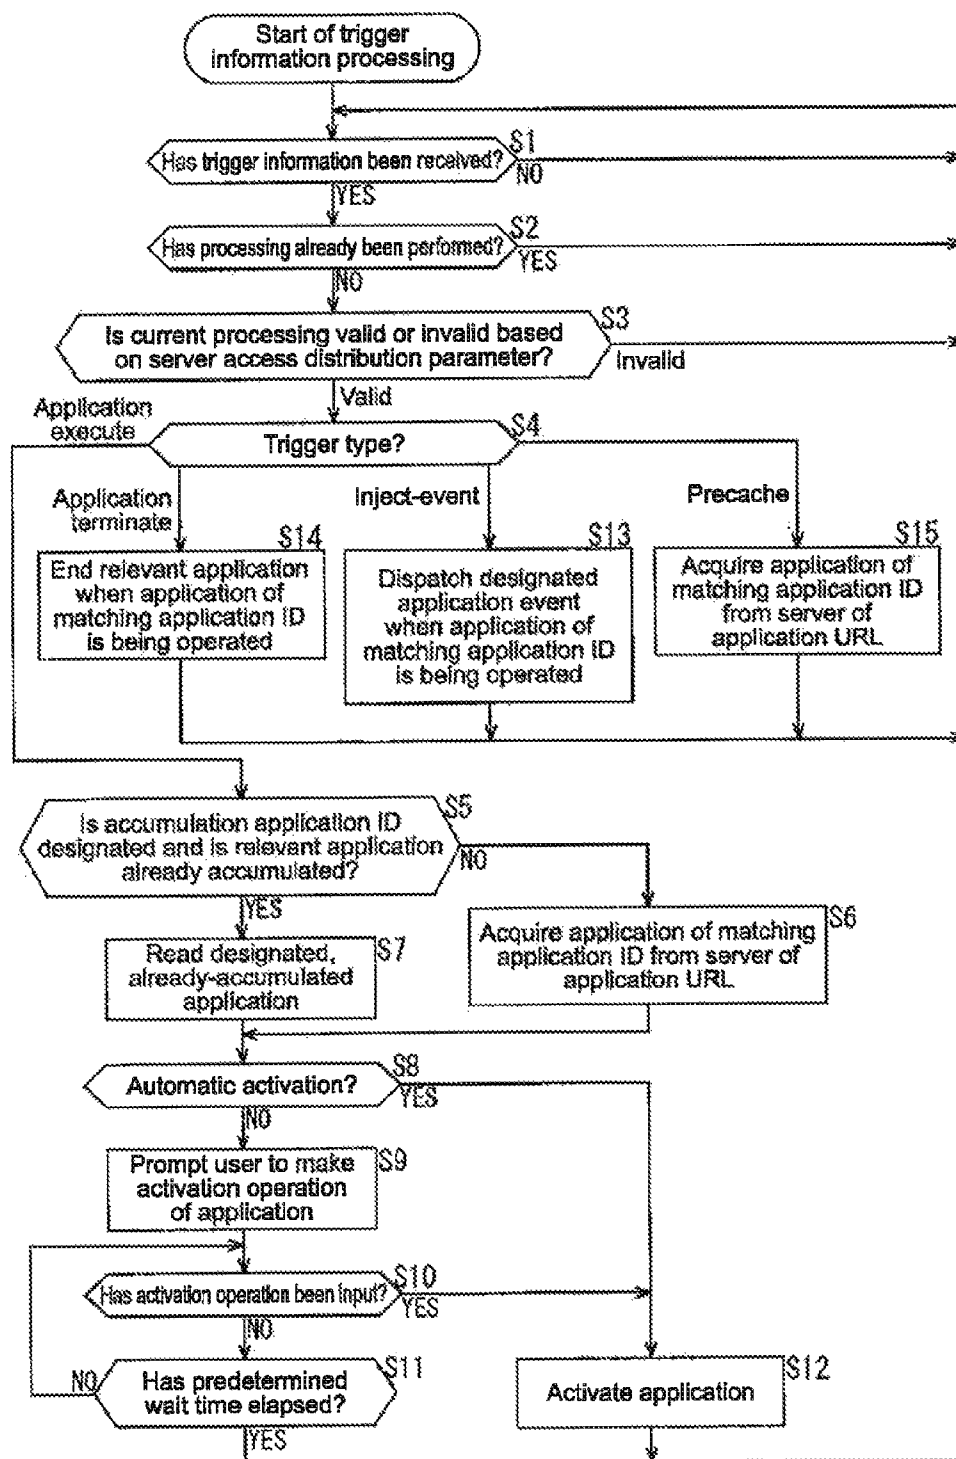 Start of trigger
information processing
S1
Has trigger information been received?
NO
YES
S2
Has processing already been performed?
YES
NO
S3
Is current processing valid or invalid based
on server access distribution parameter?
Invalid
Valid
Application
execute
S4
Trigger type?
Application
terminate
Inject-event
Precache
S14
End relevant application
when application of
matching application ID
is being operated
S13
Dispatch designated
application event
when application of
matching application ID
is being operated
S15
Acquire application of
matching application ID
from server of
application URL
S5
Is accumulation application ID
designated and is relevant application
already accumulated?
NO
YES
S7
Read designated,
already-accumulated
application
S6
Acquire application of matching
application ID from server of
application URL
S8
Automatic activation?
YES
NO
S9
Prompt user to make
activation operation
of application
S10
Has activation operation been input?
YES
NO
S11
NO
Has predetermined
wait time elapsed?
YES
S12
Activate application